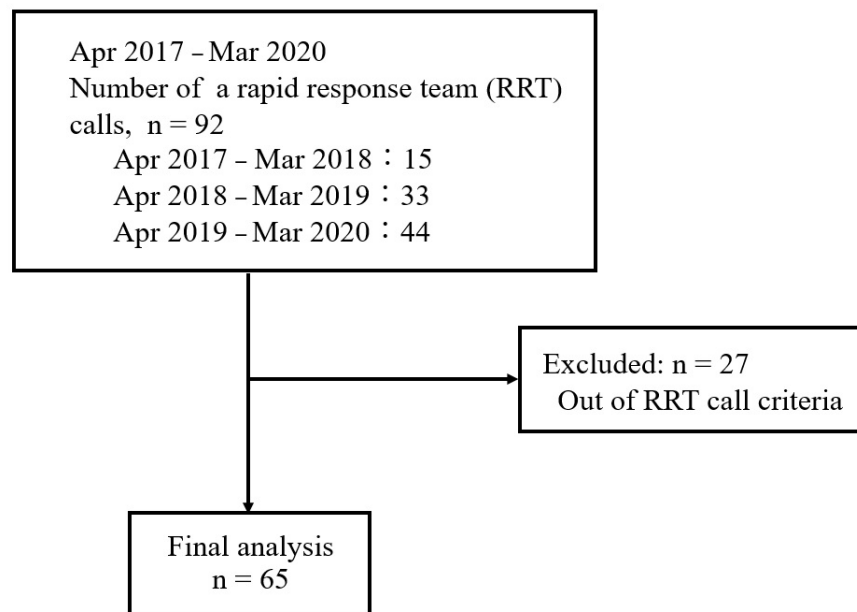 Apr 2017 – Mar 2020
Number of a rapid response team (RRT)
calls, n = 92
Apr 2017 – Mar 2018：15
Apr 2018 – Mar 2019：33
Apr 2019 – Mar 2020：44
Excluded: n = 27
Out of RRT call criteria
Final analysis
n = 65